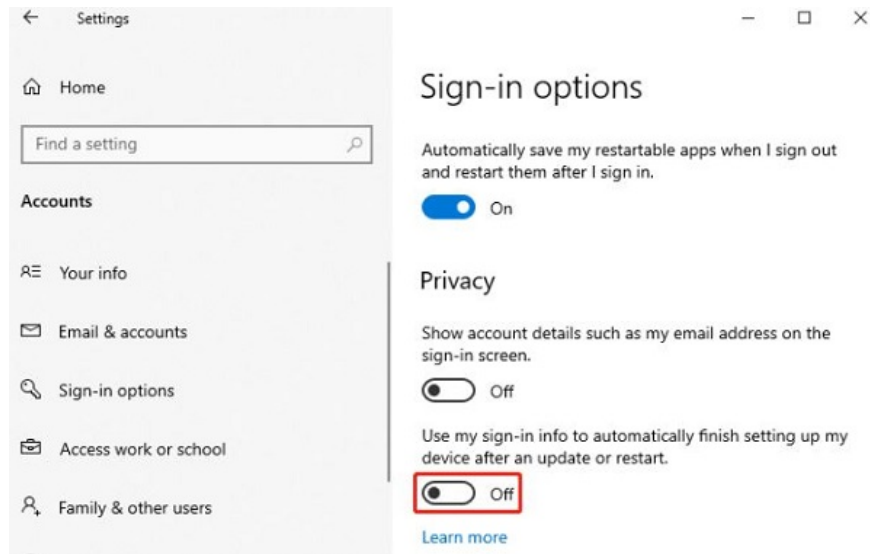 Settings
Home
Find a setting
Accounts
Your info
Email & accounts
Sign-in options
Access work or school
Family & other users
Sign-in options
Automatically save my restartable apps when I sign out
and restart them after I sign in.
On
Privacy
Show account details such as my email address on the
sign-in screen.
Off
Use my sign-in info to automatically finish setting up my
device after an update or restart.
Off
Learn more